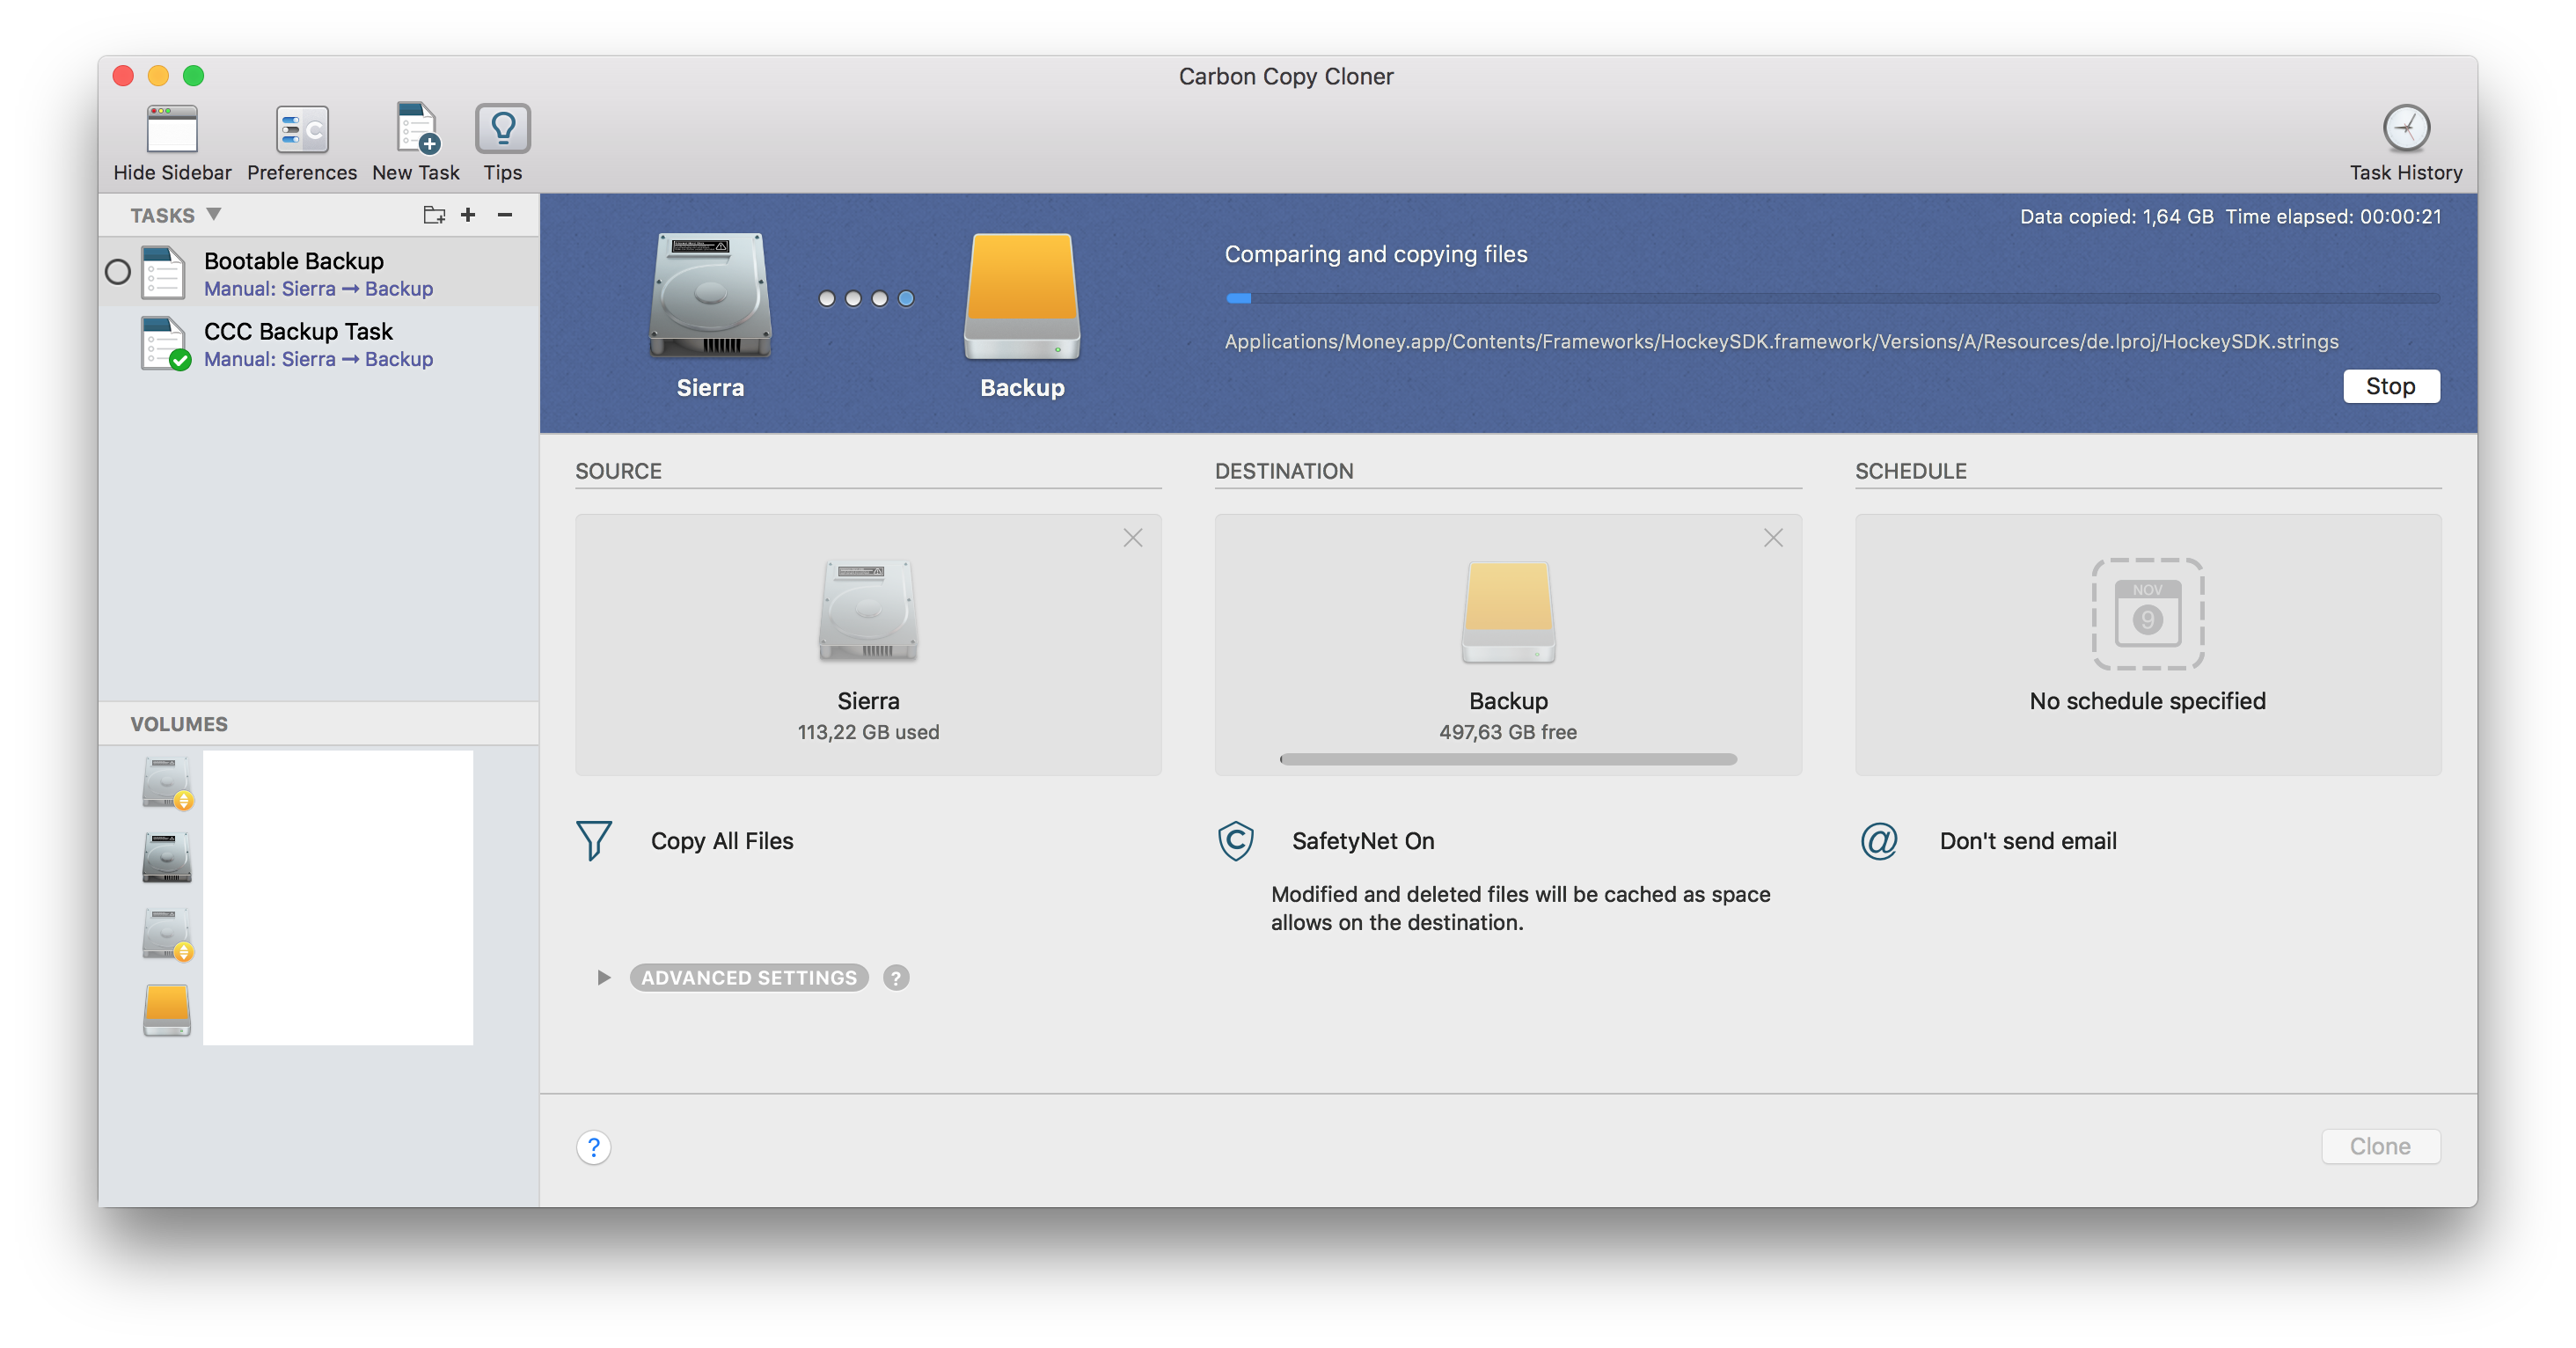 Carbon Copy Cloner
Hide Sidebar
Preferences
New Task
Tips
Task History
TASKS
Bootable Backup
Manual: Sierra → Backup
CCC Backup Task
Manual: Sierra → Backup
VOLUMES
Data copied: 1,64 GB Time elapsed: 00:00:21
Comparing and copying files
Applications/Money.app/Contents/Frameworks/HockeySDK.framework/Versions/A/Resources/de.lproj/HockeySDK.strings
Sierra
Backup
Stop
SOURCE
Sierra
113,22 GB used
Copy All Files
ADVANCED SETTINGS ?
DESTINATION
Backup
497,63 GB free
SafetyNet On
Modified and deleted files will be cached as space
allows on the destination.
SCHEDULE
NOV
9
No schedule specified
@ Don't send email
?
Clone